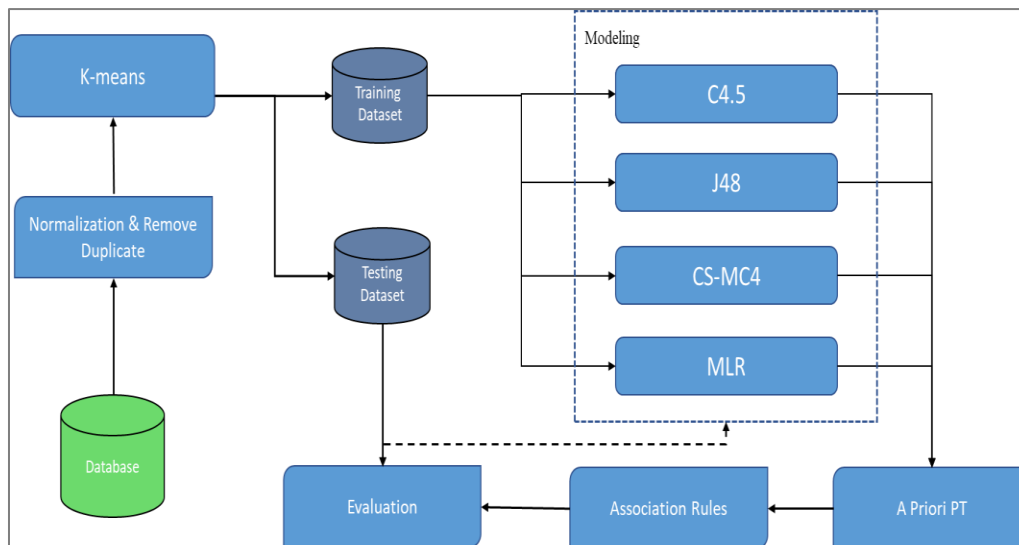 Modeling
K-means
Training
Dataset
C4.5
J48
Normalization & Remove
Duplicate
Testing
Dataset
CS-MC4
MLR
Database
Evaluation
Association Rules
A Priori PT